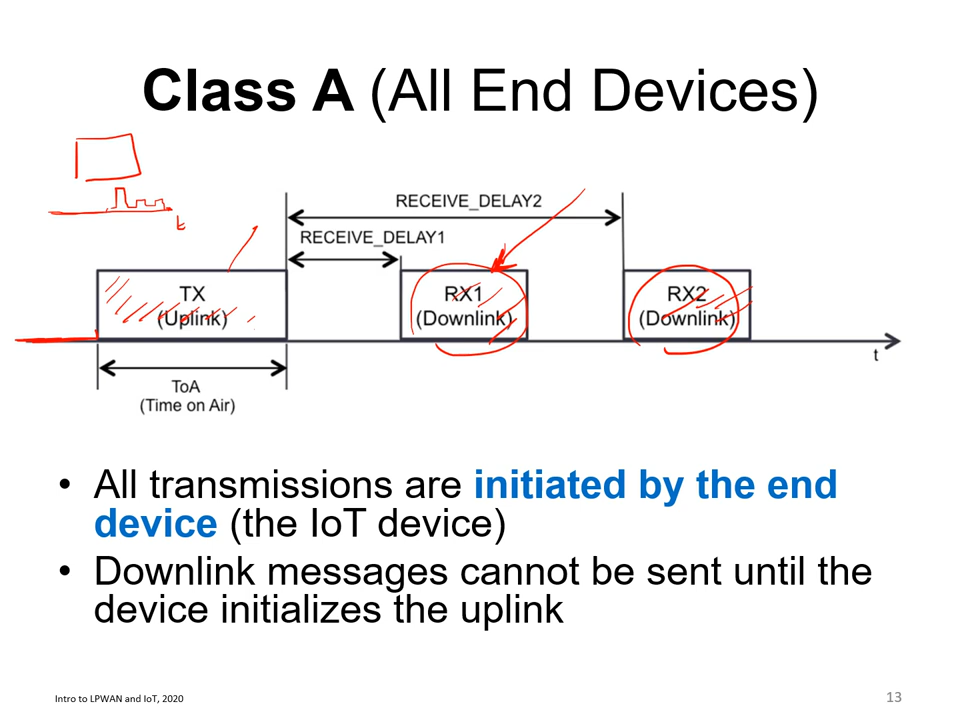 Class A (All End Devices)
t
RECEIVE_DELAY2
RECEIVE_DELAY1
TX
(Uplink)
RX1
(Downlink)
RX2
(Downlink)
t
ToA
(Time on Air)
• All transmissions are initiated by the end
device (the IoT device)
• Downlink messages cannot be sent until the
device initializes the uplink
Intro to LPWAN and IoT, 2020
13